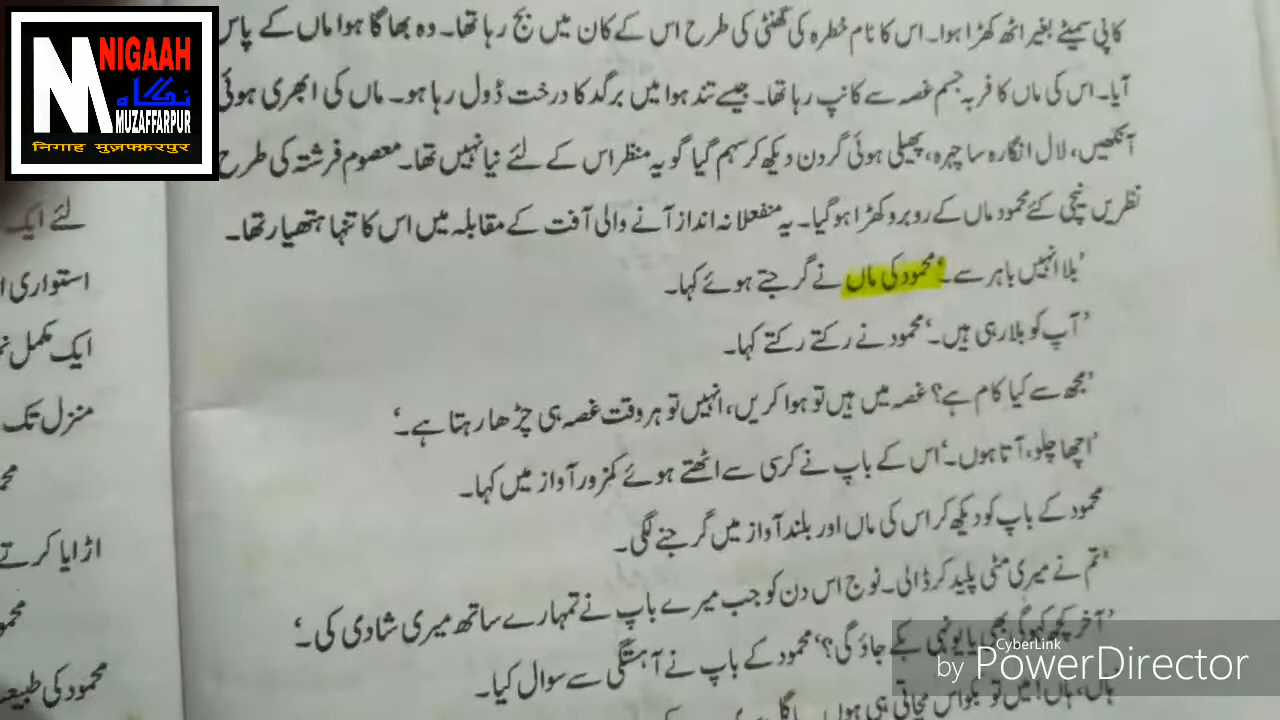 NIGAAH
نگاہ
MUZAFFARPUR
निगाह मुज़फ्फ़रपुर
کاپی سمیٹے بغیر اٹھ کھڑا ہوا۔ اس کا نام خطرہ کی گھنٹی کی طرح اس کے کان میں بج رہا تھا۔ وہ بھاگا ہوا ماں کے پاس
آیا۔ اس کی ماں کا فربہ جسم غصہ سے کانپ رہا تھا۔ جیسے تند ہوا میں برگد کا درخت ڈول رہا ہو۔ ماں کی ابھری ہوئی
آنکھیں، لال انگارہ سا چہرہ، پھیلی ہوئی گردن دیکھ کر سہم گیا گو یہ منظر اس کے لئے نیا نہیں تھا۔ معصوم فرشتہ کی طرح
نظریں نیچی کئے محمود ماں کے روبرو کھڑا ہو گیا۔ یہ منفعلانہ انداز آنے والی آفت کے مقابلہ میں اس کا تنہا ہتھیار تھا۔
'بلا انہیں باہر سے۔' محمود کی ماں نے گرجتے ہوئے کہا۔
'آپ کو بلا رہی ہیں۔' محمود نے رکتے رکتے کہا۔
'مجھ سے کیا کام ہے؟ غصہ میں ہیں تو ہوا کریں، انہیں تو ہر وقت غصہ ہی چڑھا رہتا ہے۔'
'اچھا چلو، آتا ہوں۔' اس کے باپ نے کرسی سے اٹھتے ہوئے کمزور آواز میں کہا۔
محمود کے باپ کو دیکھ کر اس کی ماں اور بلند آواز میں گرجنے لگی۔
'تم نے میری مٹی پلید کر ڈالی۔ نوج اس دن کو جب میرے باپ نے تمہارے ساتھ میری شادی کی۔'
'آخر کچھ کہو گی بھی یا یونہی بکے جاؤ گی؟' محمود کے باپ نے آہستگی سے سوال کیا۔
'ہاں، ہاں! میں تو بکواس مچاتی ہی ہوں
لئے ایک
استواری
ایک مکمل
منزل تک
اڑایا کرتے
محمود کی طبیعہ
CyberLink
by PowerDirector